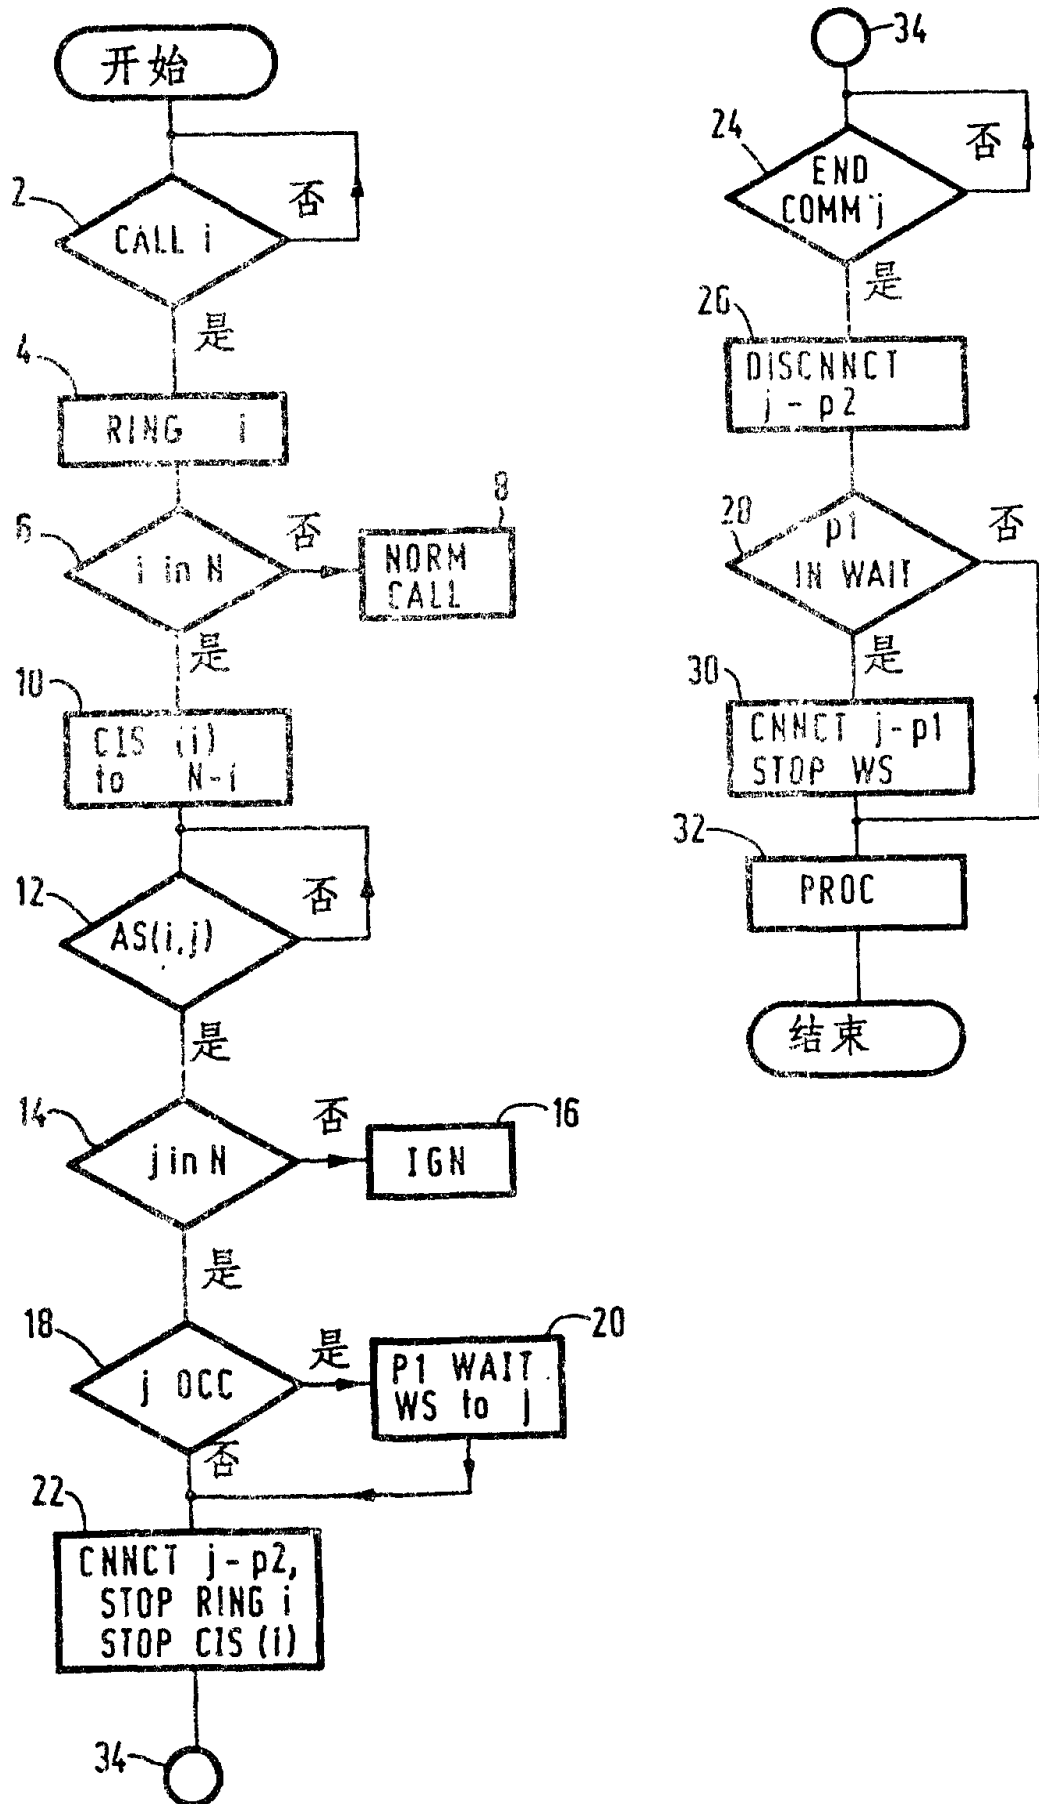 开始
2
CALL i
否
是
4
RING i
6
i in N
否
8
NORM
CALL
是
10
CIS (i)
to N-i
12
AS(i,j)
否
是
14
j in N
否
16
IGN
是
18
j OCC
是
20
P1 WAIT
WS to j
否
22
CNNCT j-p2,
STOP RING i
STOP CIS (i)
34
34
24
END
COMM j
否
是
26
DISCNNCT
j-p2
28
p1
IN WAIT
否
是
30
CNNCT j-p1
STOP WS
32
PROC
结束